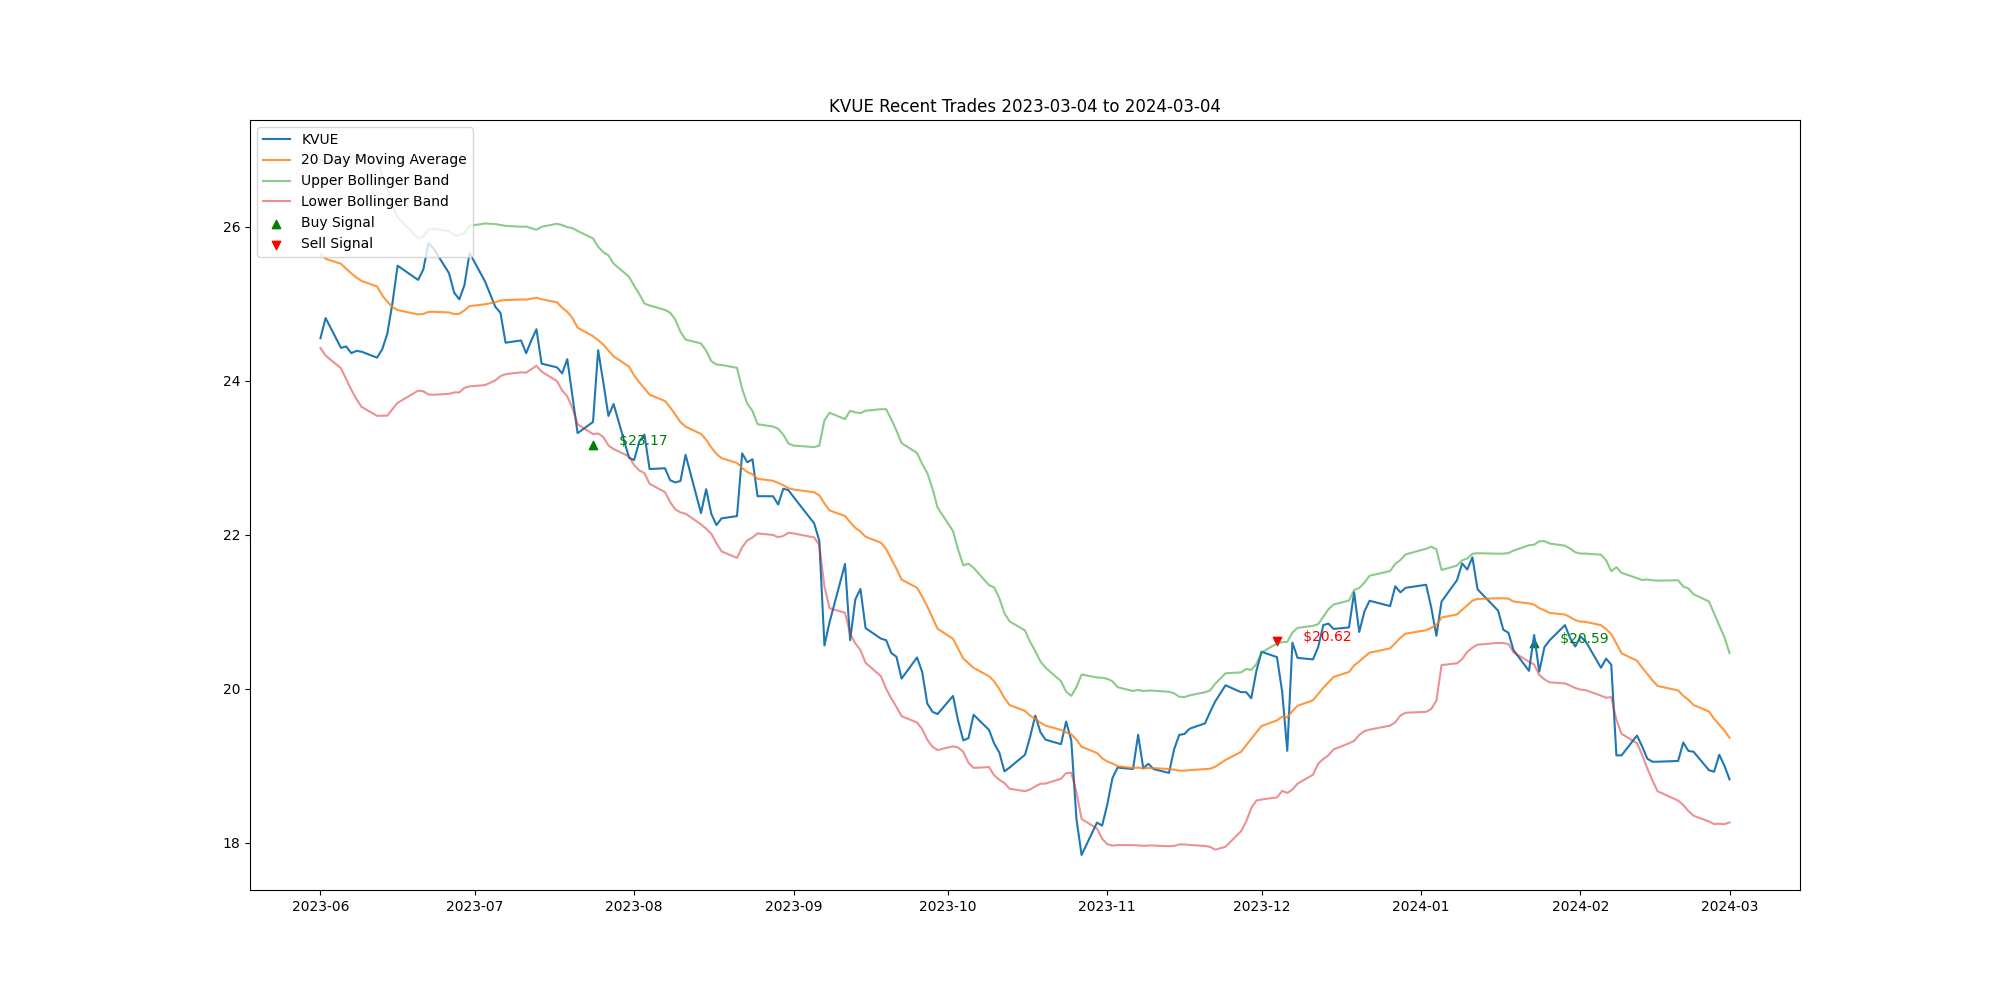 KVUE Recent Trades 2023-03-04 to 2024-03-04
KVUE
20 Day Moving Average
Upper Bollinger Band
Lower Bollinger Band
Buy Signal
Sell Signal
26
24
22
20
18
$23.17
$20.62
$20.59
2023-06 2023-07 2023-08 2023-09 2023-10 2023-11 2023-12 2024-01 2024-02 2024-03